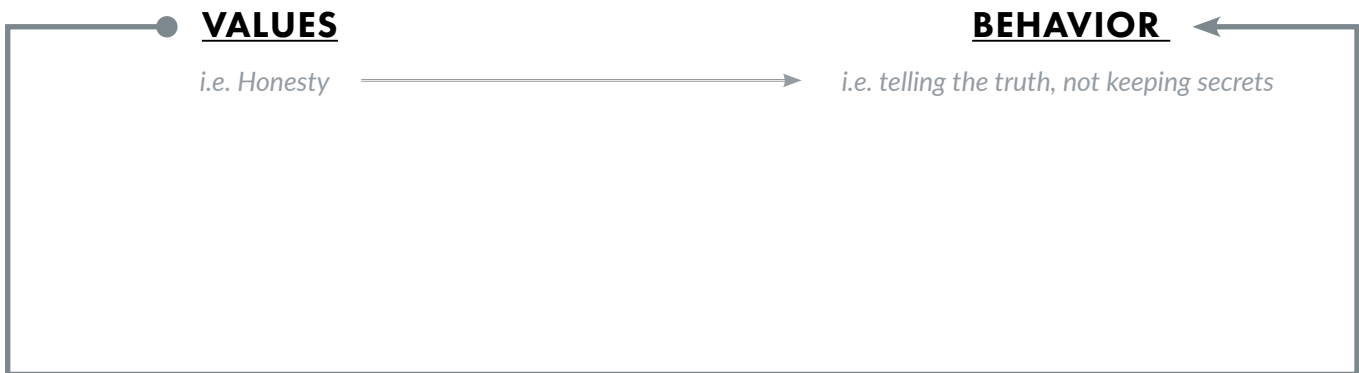 VALUES
BEHAVIOR
i.e. Honesty
i.e. telling the truth, not keeping secrets